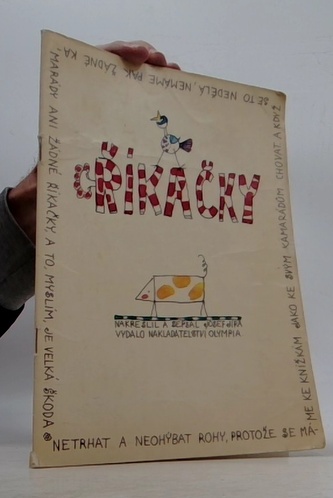 ŘÍKAČKY
NAKRESLIL A SEPSAL JOSEF JÍRA
VYDALO NAKLADATELSTVÍ OLYMPIA
NETRHAT A NEOHÝBAT ROHY, PROTOŽE SE MÁ-
ME KE KNÍŽKÁM JAKO KE SVÝM KAMARÁDŮM CHOVAT A KDYŽ
SE TO NEDĚLÁ, NEMÁME PAK ŽÁDNÉ KA
MARÁDY ANI ŽÁDNÉ ŘÍKAČKY, A TO, MYSLÍM, JE VELKÁ ŠKODA